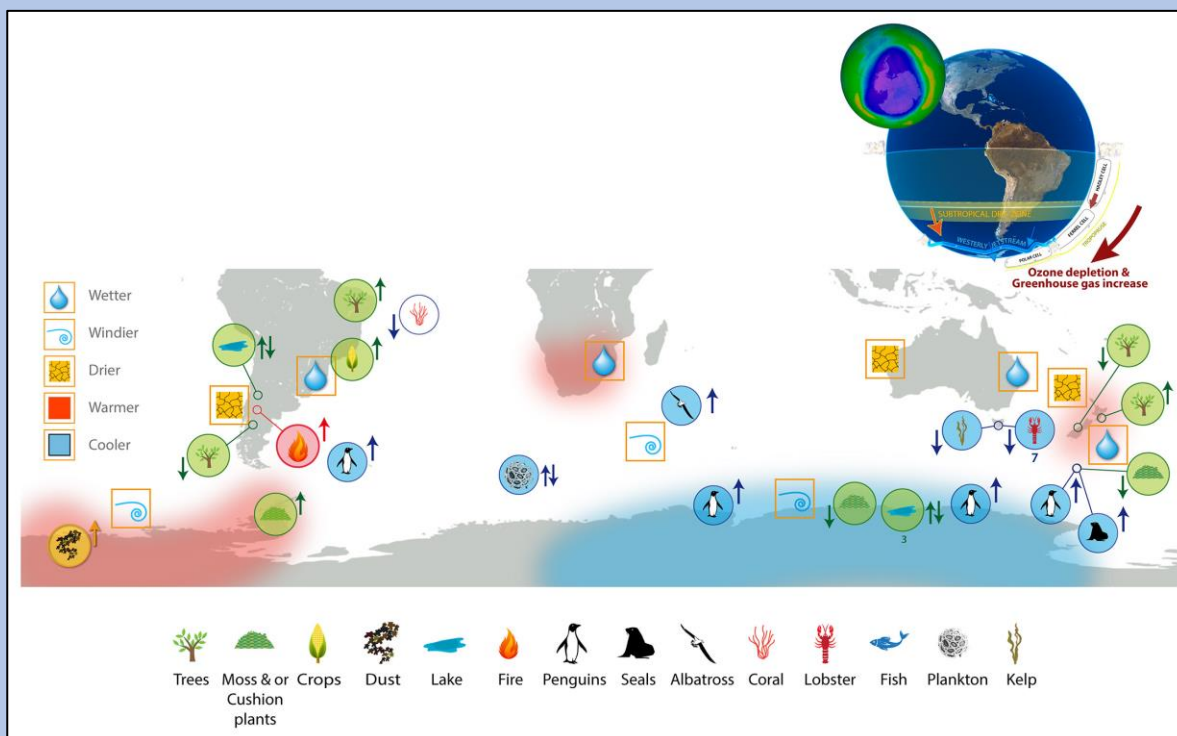 HADLEY CELL
SUBTROPICAL DRY ZONE
FERREL CELL
TROPOPAUSE
WESTERLY JET STREAM
POLAR CELL
Ozone depletion &
Greenhouse gas increase
Wetter
Windier
Drier
Warmer
Cooler
7
3
Trees
Moss & or
Cushion
plants
Crops
Dust
Lake
Fire
Penguins
Seals
Albatross
Coral
Lobster
Fish
Plankton
Kelp